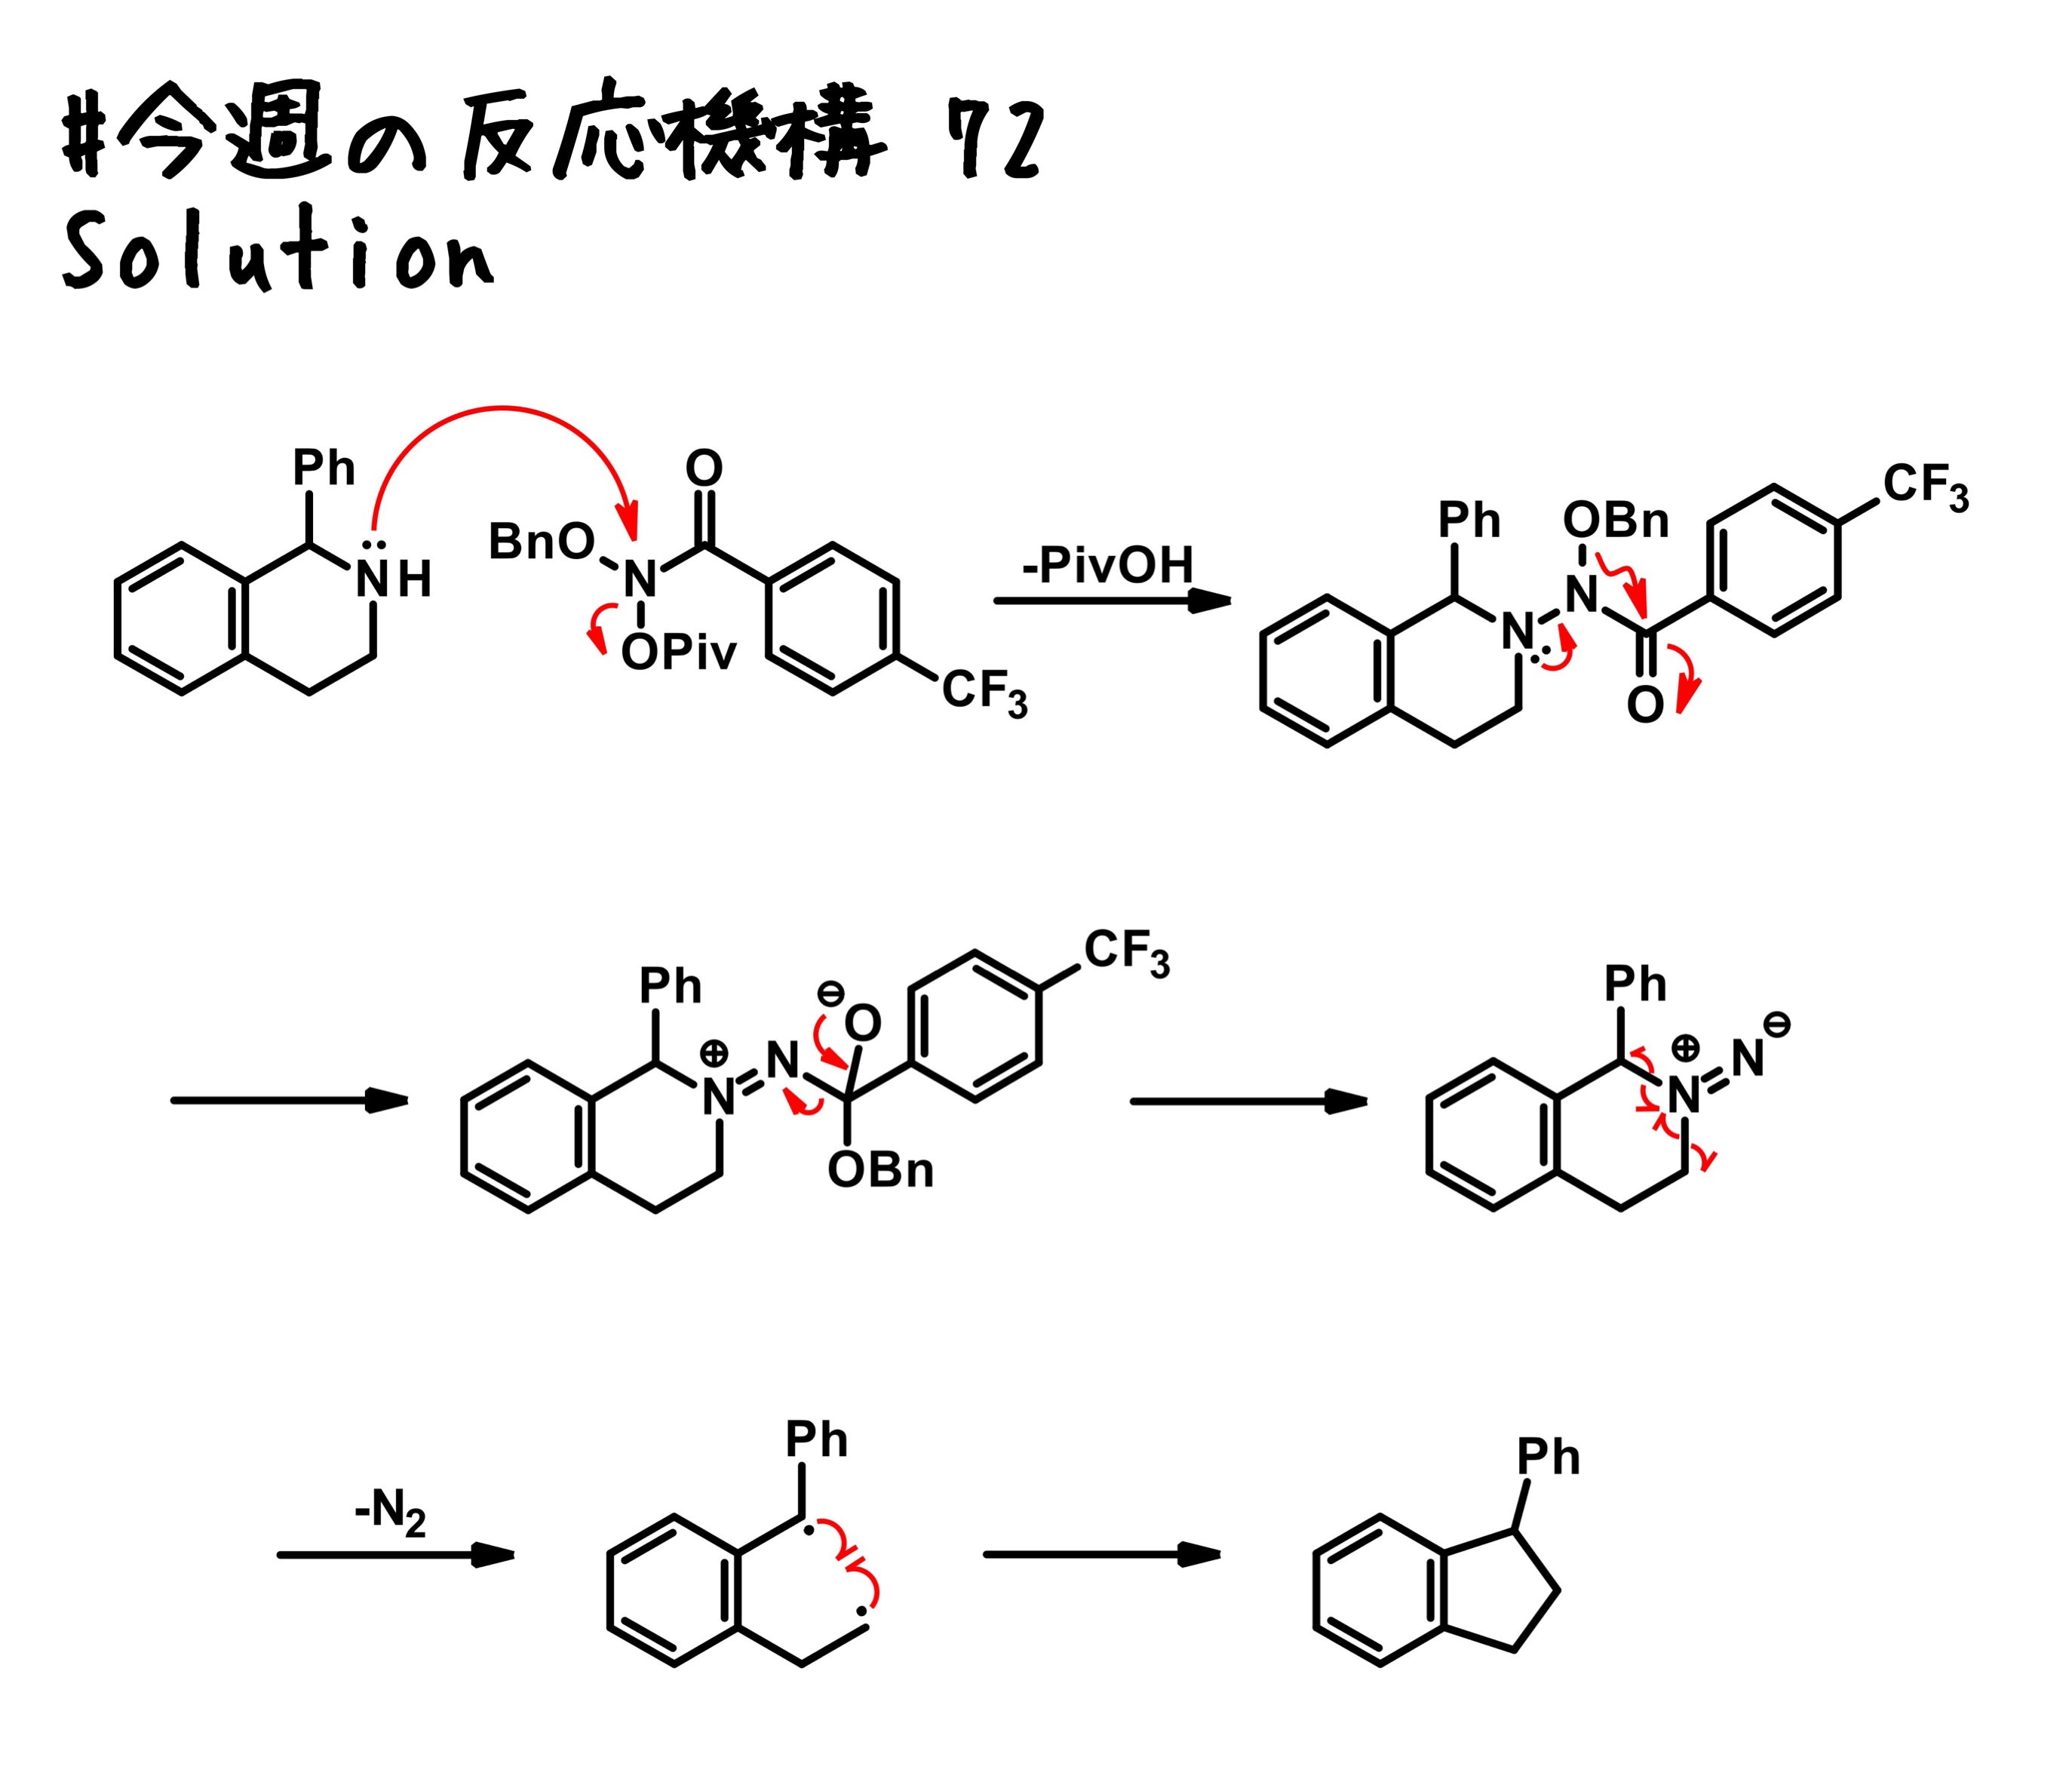 #今週の反応機構 72
Solution
Ph
NH
BnO
N
O
OPiv
CF3
-PivOH
Ph
N
N
OBn
O
CF3
Ph
⊕
N
N
⊖
O
OBn
CF3
Ph
⊕
N
N
⊖
-N2
Ph
Ph